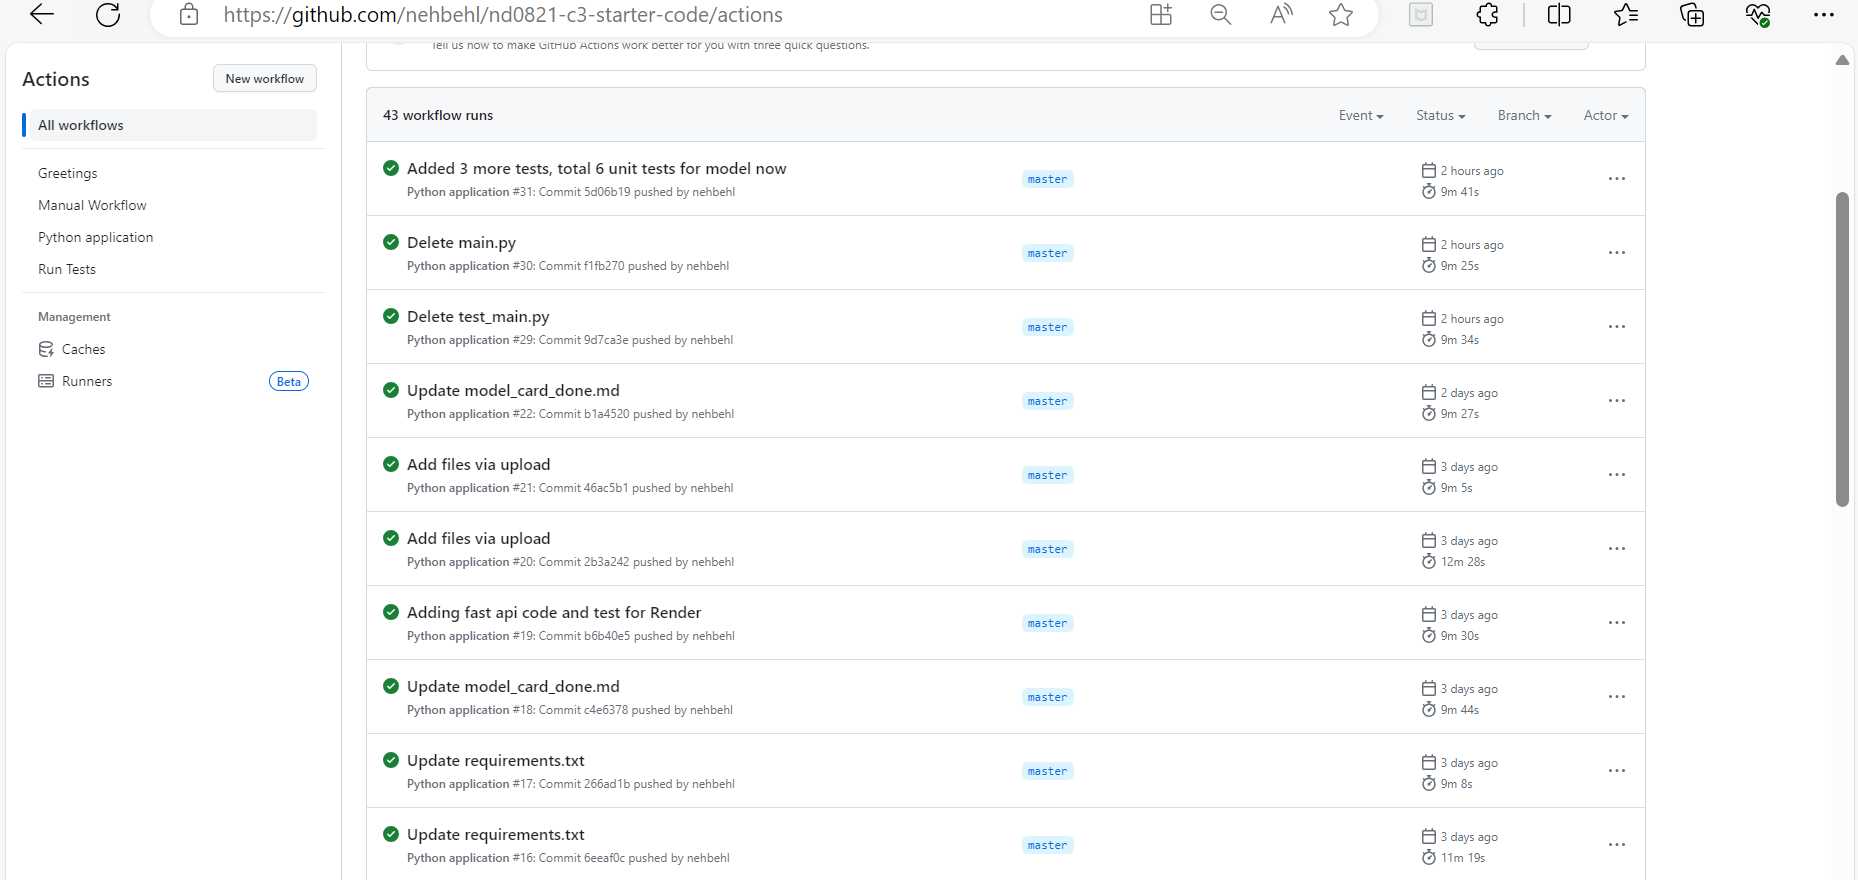 https://github.com/nehbehl/nd0821-c3-starter-code/actions
Tell us how to make GitHub Actions work better for you with three quick questions.
Actions
New workflow
All workflows
Greetings
Manual Workflow
Python application
Run Tests
Management
Caches
Runners
Beta
43 workflow runs
Event
Status
Branch
Actor
Added 3 more tests, total 6 unit tests for model now
Python application #31: Commit 5d06b19 pushed by nehbehl
master
2 hours ago
9m 41s
Delete main.py
Python application #30: Commit f1fb270 pushed by nehbehl
master
2 hours ago
9m 25s
Delete test_main.py
Python application #29: Commit 9d7ca3e pushed by nehbehl
master
2 hours ago
9m 34s
Update model_card_done.md
Python application #22: Commit b1a4520 pushed by nehbehl
master
2 days ago
9m 27s
Add files via upload
Python application #21: Commit 46ac5b1 pushed by nehbehl
master
3 days ago
9m 5s
Add files via upload
Python application #20: Commit 2b3a242 pushed by nehbehl
master
3 days ago
12m 28s
Adding fast api code and test for Render
Python application #19: Commit b6b40e5 pushed by nehbehl
master
3 days ago
9m 30s
Update model_card_done.md
Python application #18: Commit c4e6378 pushed by nehbehl
master
3 days ago
9m 44s
Update requirements.txt
Python application #17: Commit 266ad1b pushed by nehbehl
master
3 days ago
9m 8s
Update requirements.txt
Python application #16: Commit 6eeaf0c pushed by nehbehl
master
3 days ago
11m 19s